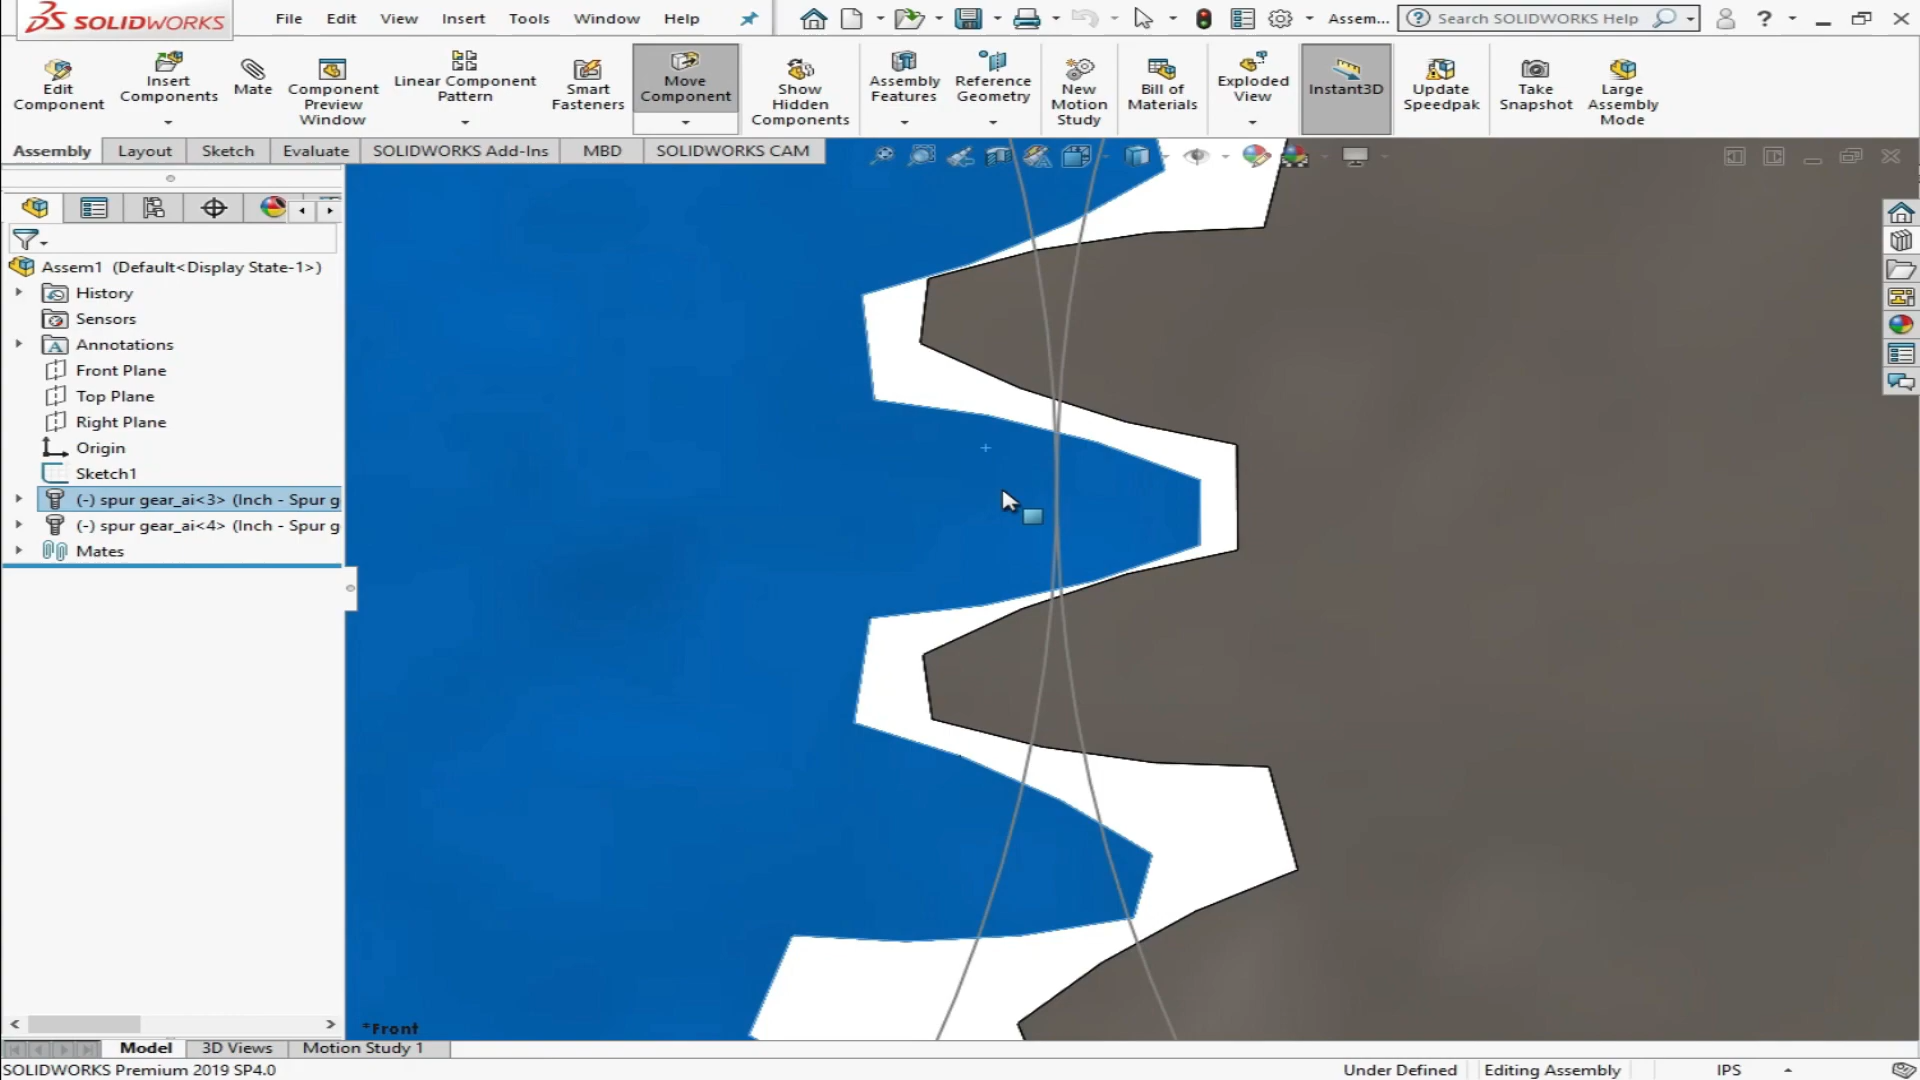 SOLIDWORKS File Edit View Insert Tools Window Help Assem... Search SOLIDWORKS Help ?
Edit Component
Insert Components
Mate
Component Preview Window
Linear Component Pattern
Smart Fasteners
Move Component
Show Hidden Components
Assembly Features
Reference Geometry
New Motion Study
Bill of Materials
Exploded View
Instant3D
Update Speedpak
Take Snapshot
Large Assembly Mode
Assembly Layout Sketch Evaluate SOLIDWORKS Add-Ins MBD SOLIDWORKS CAM
Assem1 (Default<Display State-1>)
History
Sensors
Annotations
Front Plane
Top Plane
Right Plane
Origin
Sketch1
(-) spur gear_ai<3> (Inch - Spur g
(-) spur gear_ai<4> (Inch - Spur g
Mates
*Front
Model 3D Views Motion Study 1
SOLIDWORKS Premium 2019 SP4.0 Under Defined Editing Assembly IPS